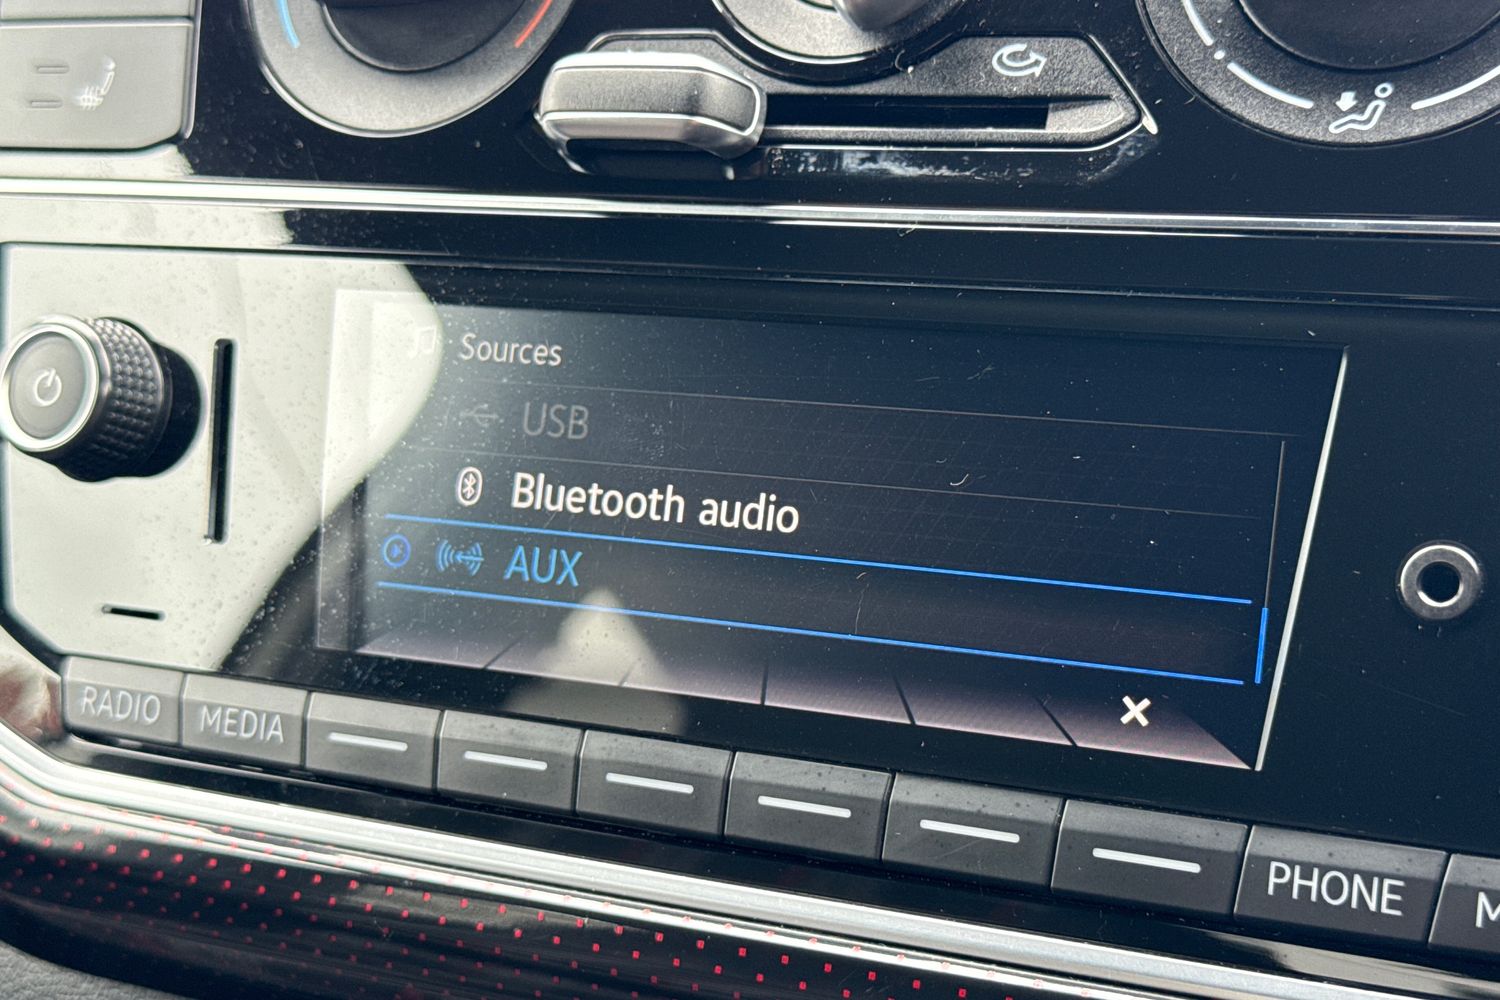 Sources
USB
Bluetooth audio
AUX
RADIO
MEDIA
PHONE